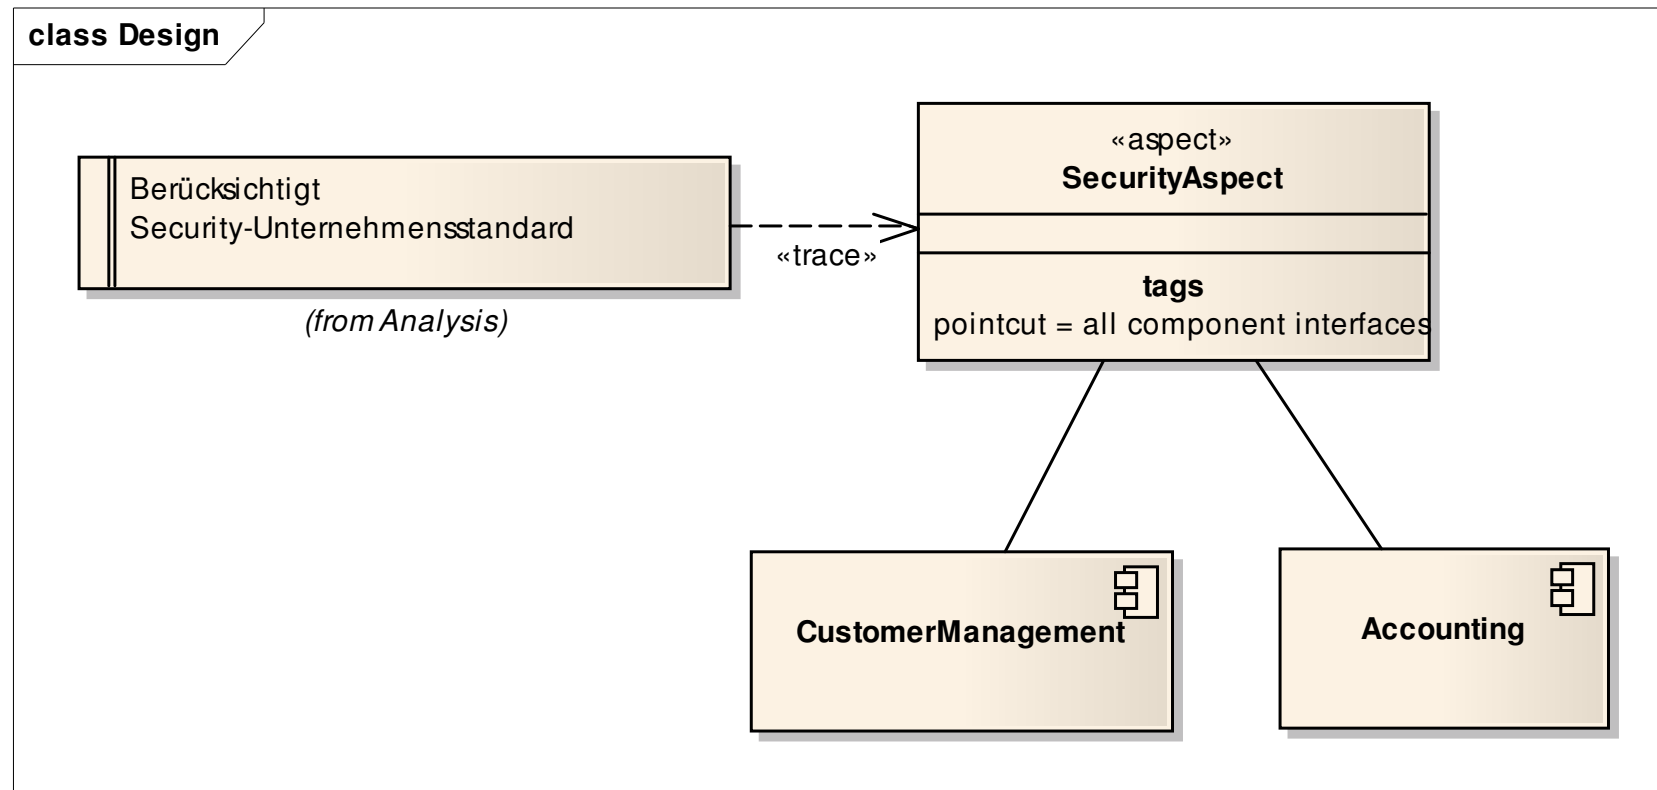 class Design
Berücksichtigt
Security-Unternehmensstandard
(from Analysis)
«trace»
«aspect»
SecurityAspect
tags
pointcut = all component interfaces
CustomerManagement
Accounting